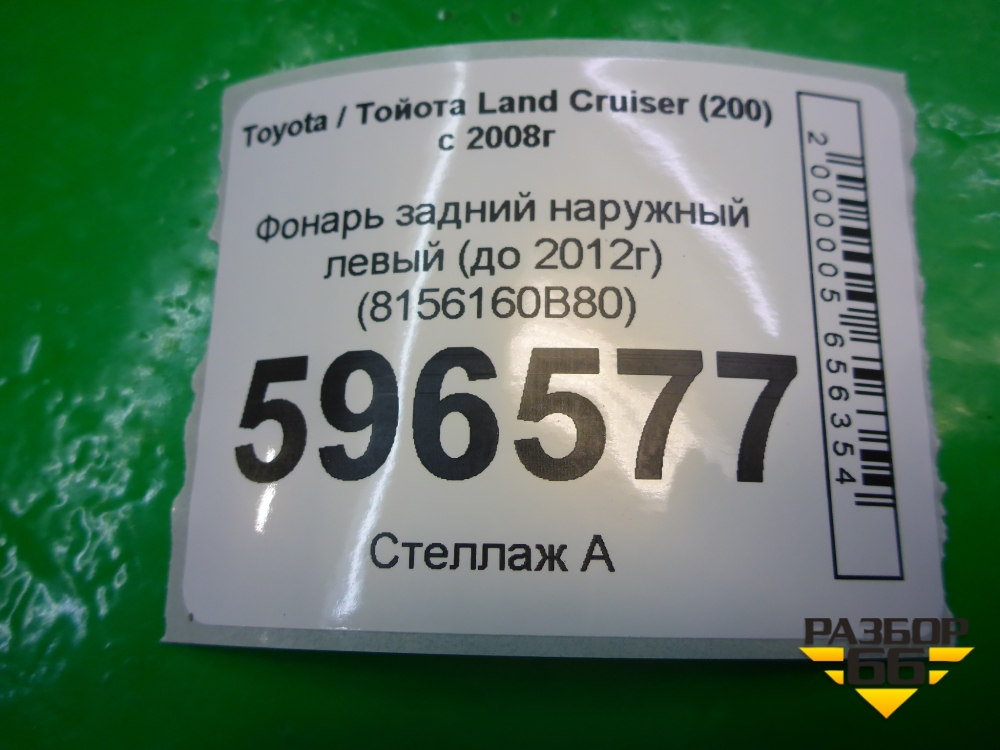 Toyota / Тойота Land Cruiser (200)
с 2008г
Фонарь задний наружный
левый (до 2012г)
(8156160B80)
596577
Стеллаж А
2000005656354
РАЗБОР
66